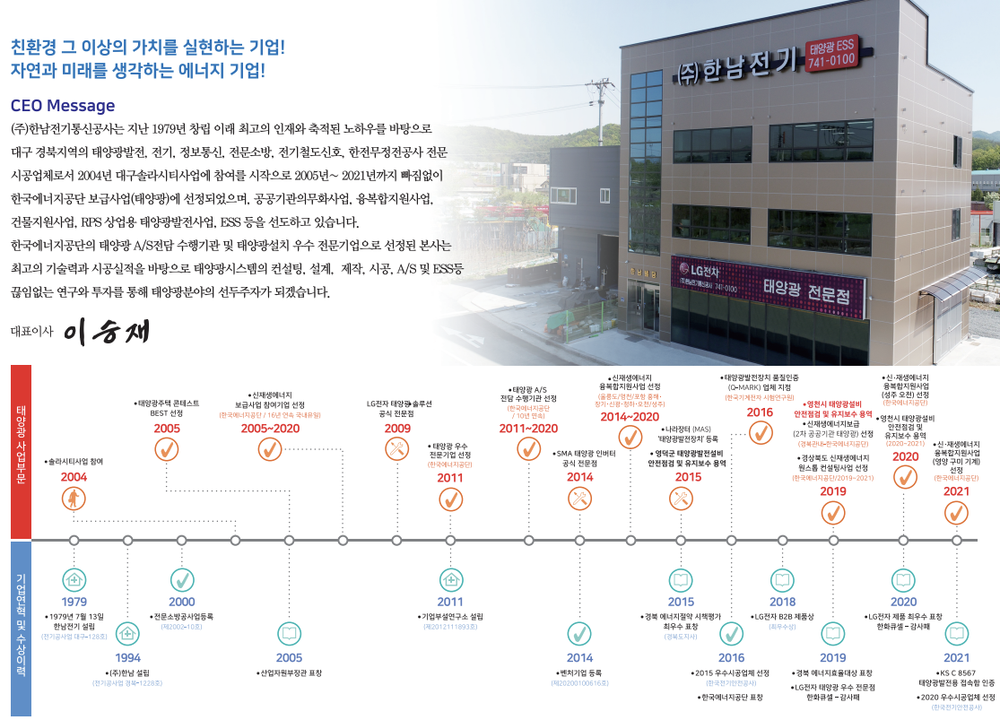 친환경 그 이상의 가치를 실현하는 기업!
자연과 미래를 생각하는 에너지 기업!
CEO Message
(주)한남전기통신공사는 지난 1979년 창립 이래 최고의 인재와 축적된 노하우를 바탕으로
대구 경북지역의 태양광발전, 전기, 정보통신, 전문소방, 전기철도신호, 한전무정전공사 전문
시공업체로서 2004년 대구솔라시티사업에 참여를 시작으로 2005년~ 2021년까지 빠짐없이
한국에너지공단 보급사업(태양광)에 선정되었으며, 공공기관의무화사업, 융복합지원사업,
건물지원사업, RPS 상업용 태양광발전사업, ESS 등을 선도하고 있습니다.
한국에너지공단의 태양광 A/S전담 수행기관 및 태양광설치 우수 전문기업으로 선정된 본사는
최고의 기술력과 시공실적을 바탕으로 태양광시스템의 컨설팅, 설계, 제작, 시공, A/S 및 ESS등
끊임없는 연구와 투자를 통해 태양광분야의 선두주자가 되겠습니다.
대표이사 이승재
(주)한남전기
태양광 ESS
741-0100
한남빌딩
LG전자
(주)한남전기통신공사 741-0100
태양광 전문점
태양광 사업부문
•솔라시티사업 참여
2004
•태양광주택 콘테스트
BEST 선정
2005
•신재생에너지
보급사업 참여기업 선정
(한국에너지공단 / 16년 연속 국내유일)
2005~2020
LG전자 태양광•솔루션
공식 전문점
2009
•태양광 우수
전문기업 선정
(한국에너지공단)
2011
•태양광 A/S
전담 수행기관 선정
(한국에너지공단
/ 10년 연속)
2011~2020
•SMA 태양광 인버터
공식 전문점
2014
•신재생에너지
융복합지원사업 선정
(울릉도/영천/포항 흥해·
장기·신광·청하·오천/성주)
2014~2020
•나라장터 (MAS)
'태양광발전장치' 등록
•영덕군 태양광발전설비
안전점검 및 유지보수 용역
2015
•태양광발전장치 품질인증
(Q-MARK) 업체 지정
(한국기계전자 시험연구원)
2016
•영천시 태양광설비
안전점검 및 유지보수 용역
•신재생에너지보급
(2차 공공기관 태양광) 선정
(경북관내-한국에너지공단)
•경상북도 신재생에너지
원스톱 컨설팅사업 선정
(한국에너지공단/2019~2021)
2019
•신·재생에너지
융복합지원사업
(성주 오천) 선정
(한국에너지공단)
•영천시 태양광설비
안전점검 및
유지보수 용역
(2020~2021)
2020
•신·재생에너지
융복합지원사업
(영양 구미 기계)
선정
(한국에너지공단)
2021
기업연혁 및 수상이력
1979
•1979년 7월 13일
한남전기 설립
(전기공사업 대구-128호)
1994
•(주)한남 설립
(전기공사업 경북-1228호)
2000
•전문소방공사업등록
(제2002-10호)
2005
•산업자원부장관 표창
2011
•기업부설연구소 설립
(제2012111893호)
2014
•벤처기업 등록
(제20200100616호)
2015
•경북 에너지절약 시책평가
최우수 표창
(경북도지사)
2016
•2015 우수시공업체 선정
(한국전기안전공사)
•한국에너지공단 표창
2018
•LG전자 B2B 제품상
(최우수상)
2019
•경북 에너지효율대상 표창
•LG전자 태양광 우수 전문점
한화큐셀 - 감사패
2020
•LG전자 제품 최우수 표창
한화큐셀 - 감사패
2021
•KS C 8567
태양광발전용 접속함 인증
•2020 우수시공업체 선정
(한국전기안전공사)